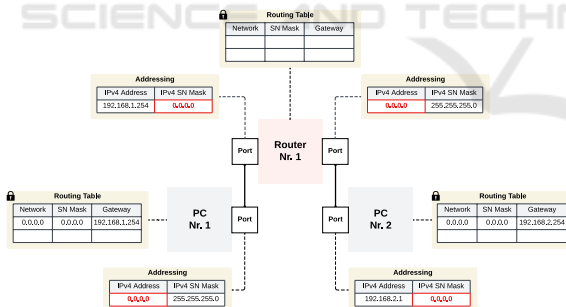 SCIENCE AND TECHN
Routing Table
Network SN Mask Gateway
Addressing
IPv4 Address IPv4 SN Mask
192.168.1.254 0.0.0.0
Addressing
IPv4 Address IPv4 SN Mask
0.0.0.0 255.255.255.0
Port
Router
Nr. 1
Port
Routing Table
Network SN Mask Gateway
0.0.0.0 0.0.0.0 192.168.1.254
PC
Nr. 1
Port
Port
PC
Nr. 2
Routing Table
Network SN Mask Gateway
0.0.0.0 0.0.0.0 192.168.2.254
Addressing
IPv4 Address IPv4 SN Mask
0.0.0.0 255.255.255.0
Addressing
IPv4 Address IPv4 SN Mask
192.168.2.1 0.0.0.0